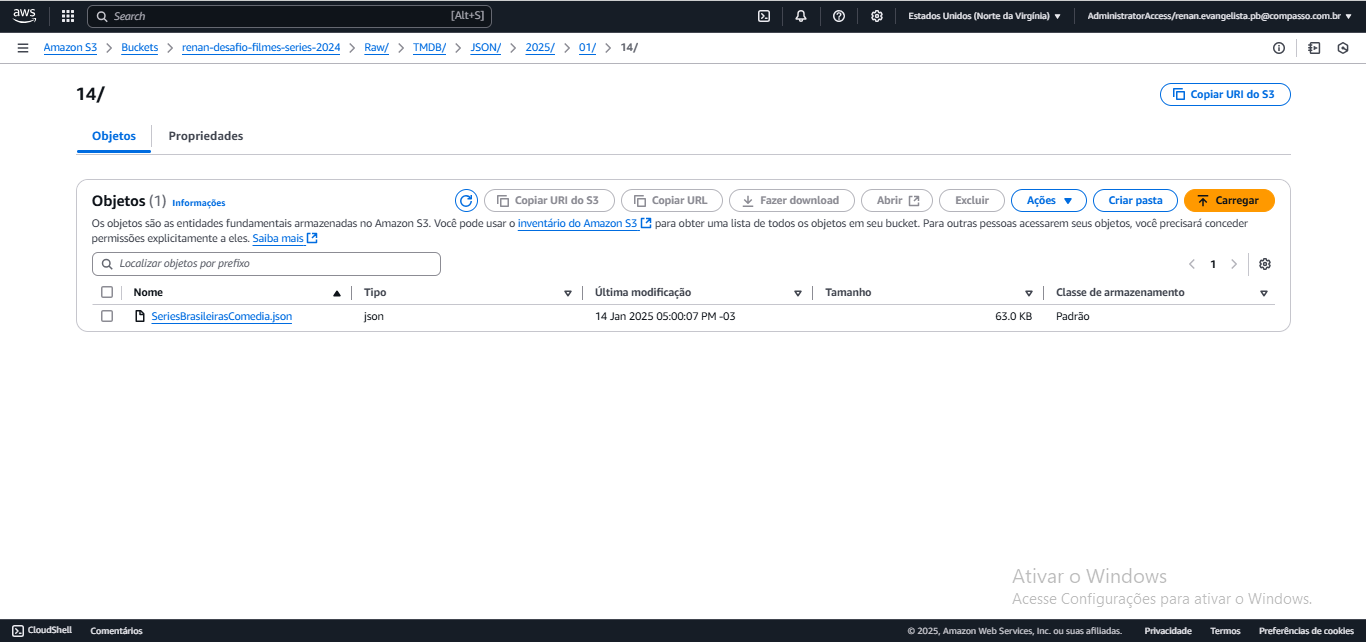 aws Search [Alt+S] Estados Unidos (Norte da Virgínia) AdministratorAccess/renan.evangelista.pb@compasso.com.br
Amazon S3 > Buckets > renan-desafio-filmes-series-2024 > Raw/ > TMDB/ > JSON/ > 2025/ > 01/ > 14/
14/
Copiar URI do S3
Objetos Propriedades
Objetos (1) Informações Copiar URI do S3 Copiar URL Fazer download Abrir Excluir Ações Criar pasta Carregar
Os objetos são as entidades fundamentais armazenadas no Amazon S3. Você pode usar o inventário do Amazon S3 para obter uma lista de todos os objetos em seu bucket. Para outras pessoas acessarem seus objetos, você precisará conceder
permissões explicitamente a eles. Saiba mais
Localizar objetos por prefixo
1
Nome Tipo Última modificação Tamanho Classe de armazenamento
SeriesBrasileirasComedia.json json 14 Jan 2025 05:00:07 PM -03 63.0 KB Padrão
Ativar o Windows
Acesse Configurações para ativar o Windows.
CloudShell Comentários © 2025, Amazon Web Services, Inc. ou suas afiliadas. Privacidade Termos Preferências de cookies